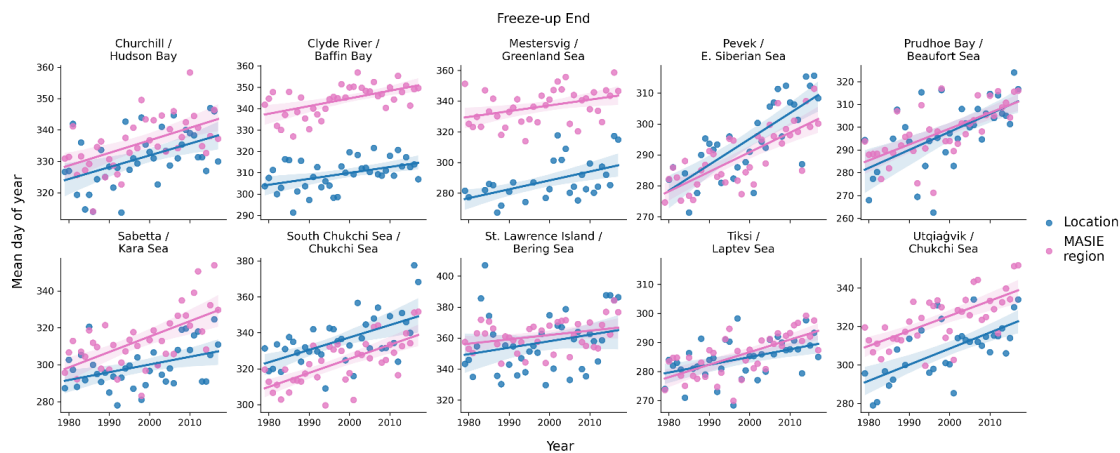 Freeze-up End
Churchill /
Hudson Bay
Clyde River /
Baffin Bay
Mestersvig /
Greenland Sea
Pevek /
E. Siberian Sea
Prudhoe Bay /
Beaufort Sea
360
350
340
330
320
360
350
340
330
320
310
300
290
360
340
320
300
280
310
300
290
280
270
320
310
300
290
280
270
260
Mean day of year
Sabetta /
Kara Sea
South Chukchi Sea /
Chukchi Sea
St. Lawrence Island /
Bering Sea
Tiksi /
Laptev Sea
Utqiaġvik /
Chukchi Sea
Location
MASIE
region
340
320
300
280
380
360
340
320
300
400
380
360
340
320
310
300
290
280
270
340
320
300
280
1980 1990 2000 2010
1980 1990 2000 2010
1980 1990 2000 2010
1980 1990 2000 2010
1980 1990 2000 2010
Year